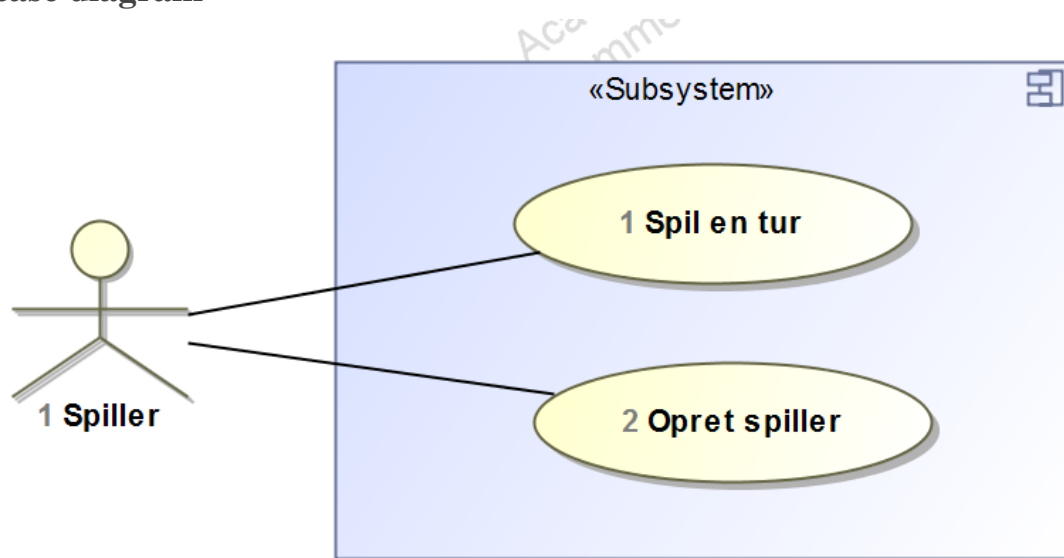 case diagram
«Subsystem»
1 Spil en tur
2 Opret spiller
1 Spiller